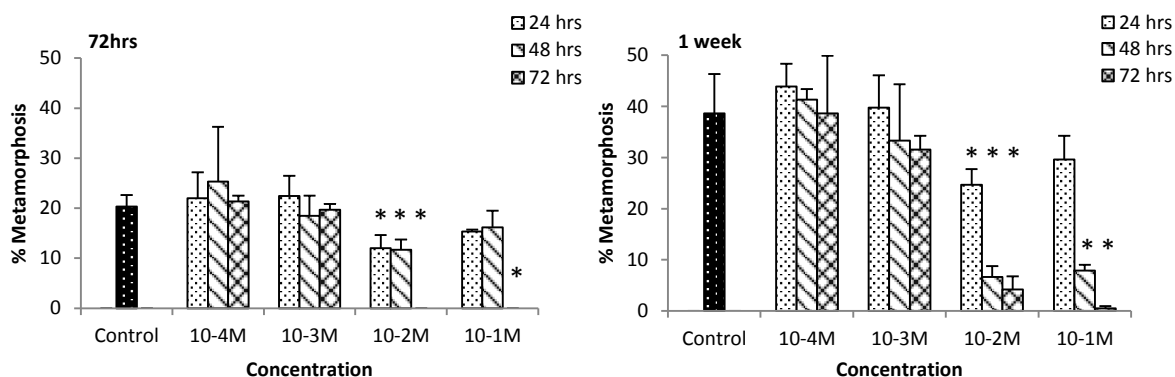 72hrs
24 hrs
48 hrs
72 hrs
% Metamorphosis
50
40
30
20
10
0
* * *
*
Control 10-4M 10-3M 10-2M 10-1M
Concentration
1 week
24 hrs
48 hrs
72 hrs
% Metamorphosis
50
40
30
20
10
0
* * *
* *
Control 10-4M 10-3M 10-2M 10-1M
Concentration